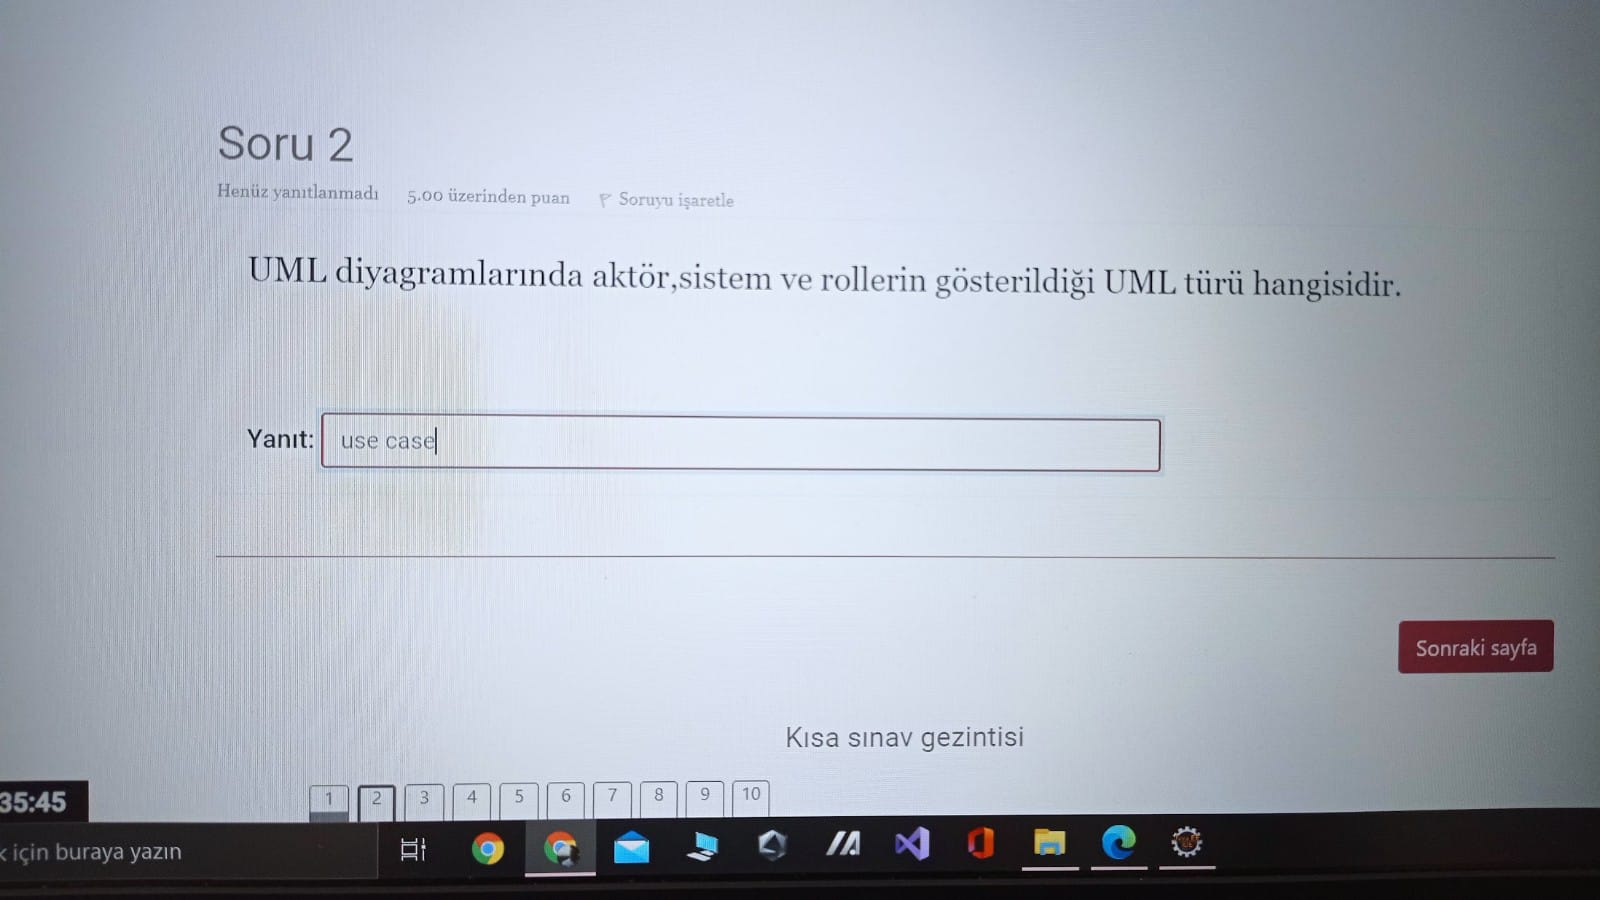 Soru 2
Henüz yanıtlanmadı 5.00 üzerinden puan Soruyu işaretle
UML diyagramlarında aktör,sistem ve rollerin gösterildiği UML türü hangisidir.
Yanıt: use case
Sonraki sayfa
Kısa sınav gezintisi
1 2 3 4 5 6 7 8 9 10
35:45
k için buraya yazın